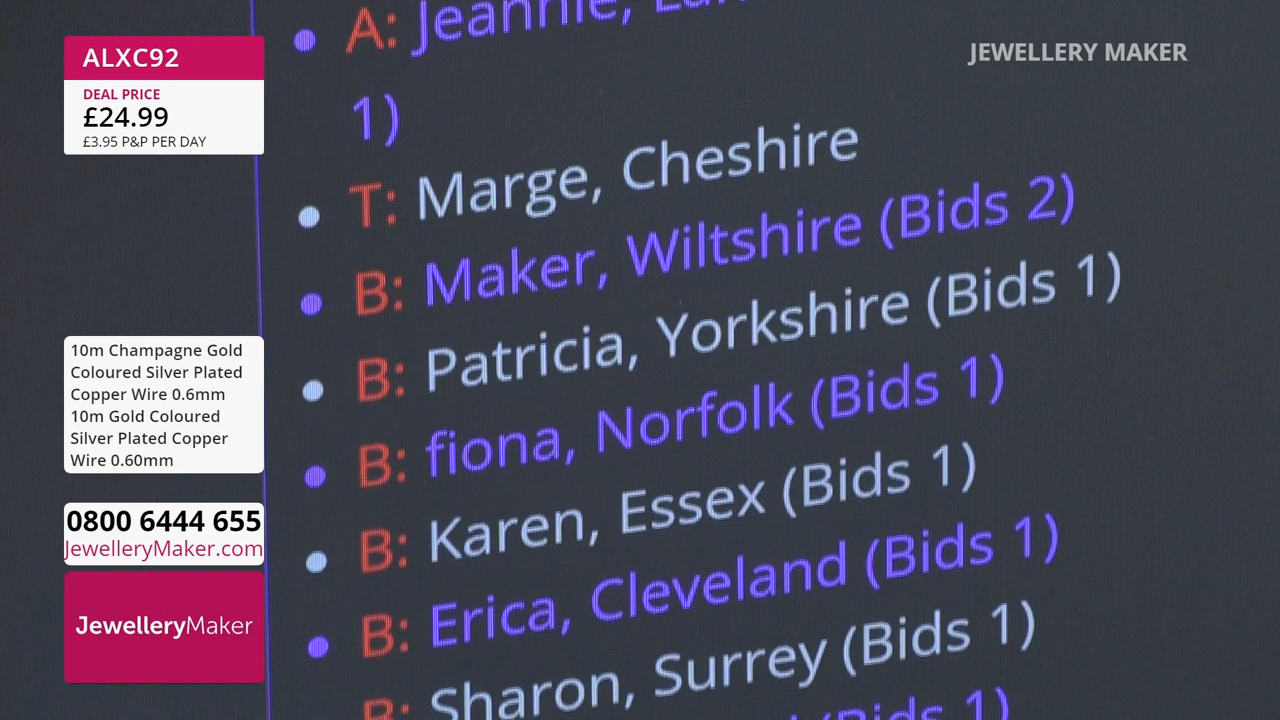 ALXC92
DEAL PRICE
£24.99
£3.95 P&P PER DAY
JEWELLERY MAKER
A: Jeannie,
1)
T: Marge, Cheshire
B: Maker, Wiltshire (Bids 2)
B: Patricia, Yorkshire (Bids 1)
B: fiona, Norfolk (Bids 1)
B: Karen, Essex (Bids 1)
B: Erica, Cleveland (Bids 1)
B: Sharon, Surrey (Bids 1)
(Bids 1)
10m Champagne Gold
Coloured Silver Plated
Copper Wire 0.6mm
10m Gold Coloured
Silver Plated Copper
Wire 0.60mm
0800 6444 655
JewelleryMaker.com
JewelleryMaker